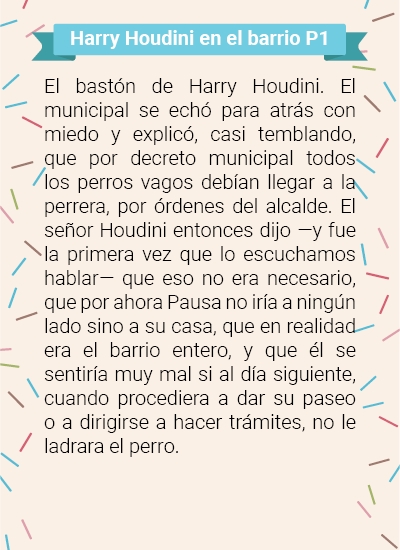 Harry Houdini en el barrio P1
El bastón de Harry Houdini. El
municipal se echó para atrás con
miedo y explicó, casi temblando,
que por decreto municipal todos
los perros vagos debían llegar a la
perrera, por órdenes del alcalde. El
señor Houdini entonces dijo —y fue
la primera vez que lo escuchamos
hablar— que eso no era necesario,
que por ahora Pausa no iría a ningún
lado sino a su casa, que en realidad
era el barrio entero, y que él se
sentiría muy mal si al día siguiente,
cuando procediera a dar su paseo
o a dirigirse a hacer trámites, no le
ladrara el perro.